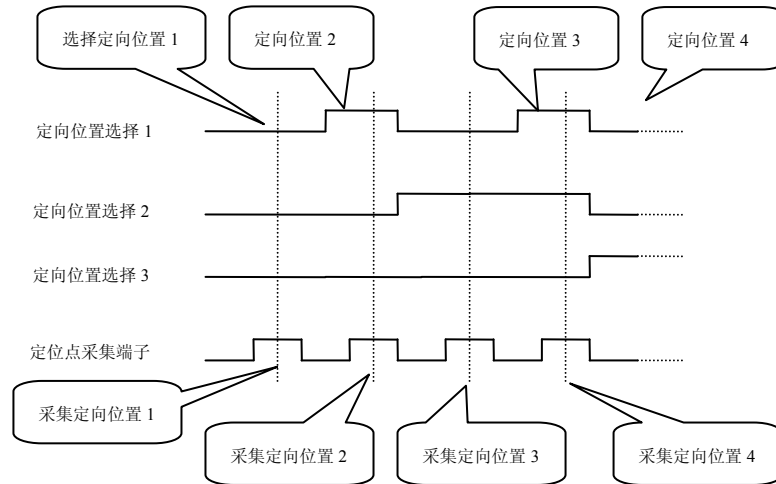 选择定向位置 1
定向位置 2
定向位置 3
定向位置 4
定向位置选择 1
定向位置选择 2
定向位置选择 3
定位点采集端子
采集定向位置 1
采集定向位置 2
采集定向位置 3
采集定向位置 4